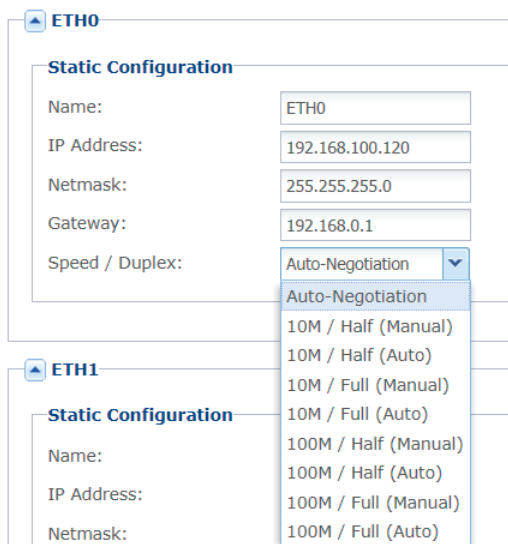 ETH0
Static Configuration
Name: ETH0
IP Address: 192.168.100.120
Netmask: 255.255.255.0
Gateway: 192.168.0.1
Speed / Duplex: Auto-Negotiation
Auto-Negotiation
10M / Half (Manual)
10M / Half (Auto)
10M / Full (Manual)
10M / Full (Auto)
100M / Half (Manual)
100M / Half (Auto)
100M / Full (Manual)
100M / Full (Auto)
ETH1
Static Configuration
Name:
IP Address:
Netmask: